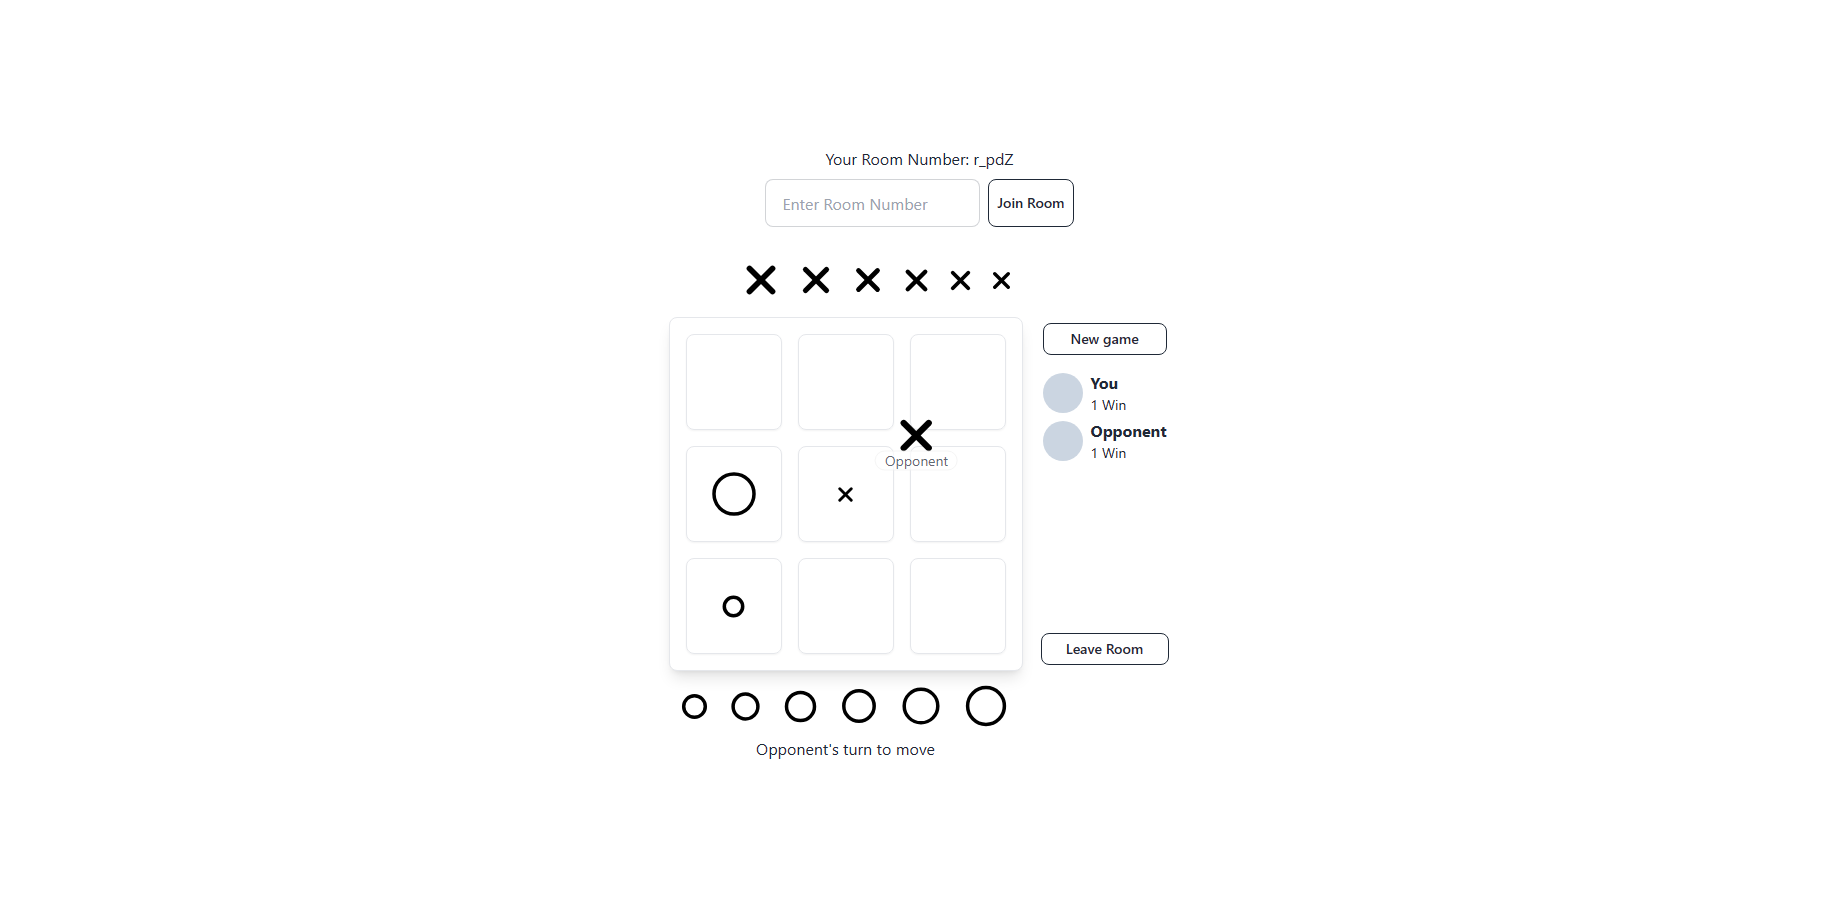 Your Room Number: r_pdZ
Enter Room Number
Join Room
New game
You
1 Win
Opponent
1 Win
Opponent
Leave Room
Opponent's turn to move